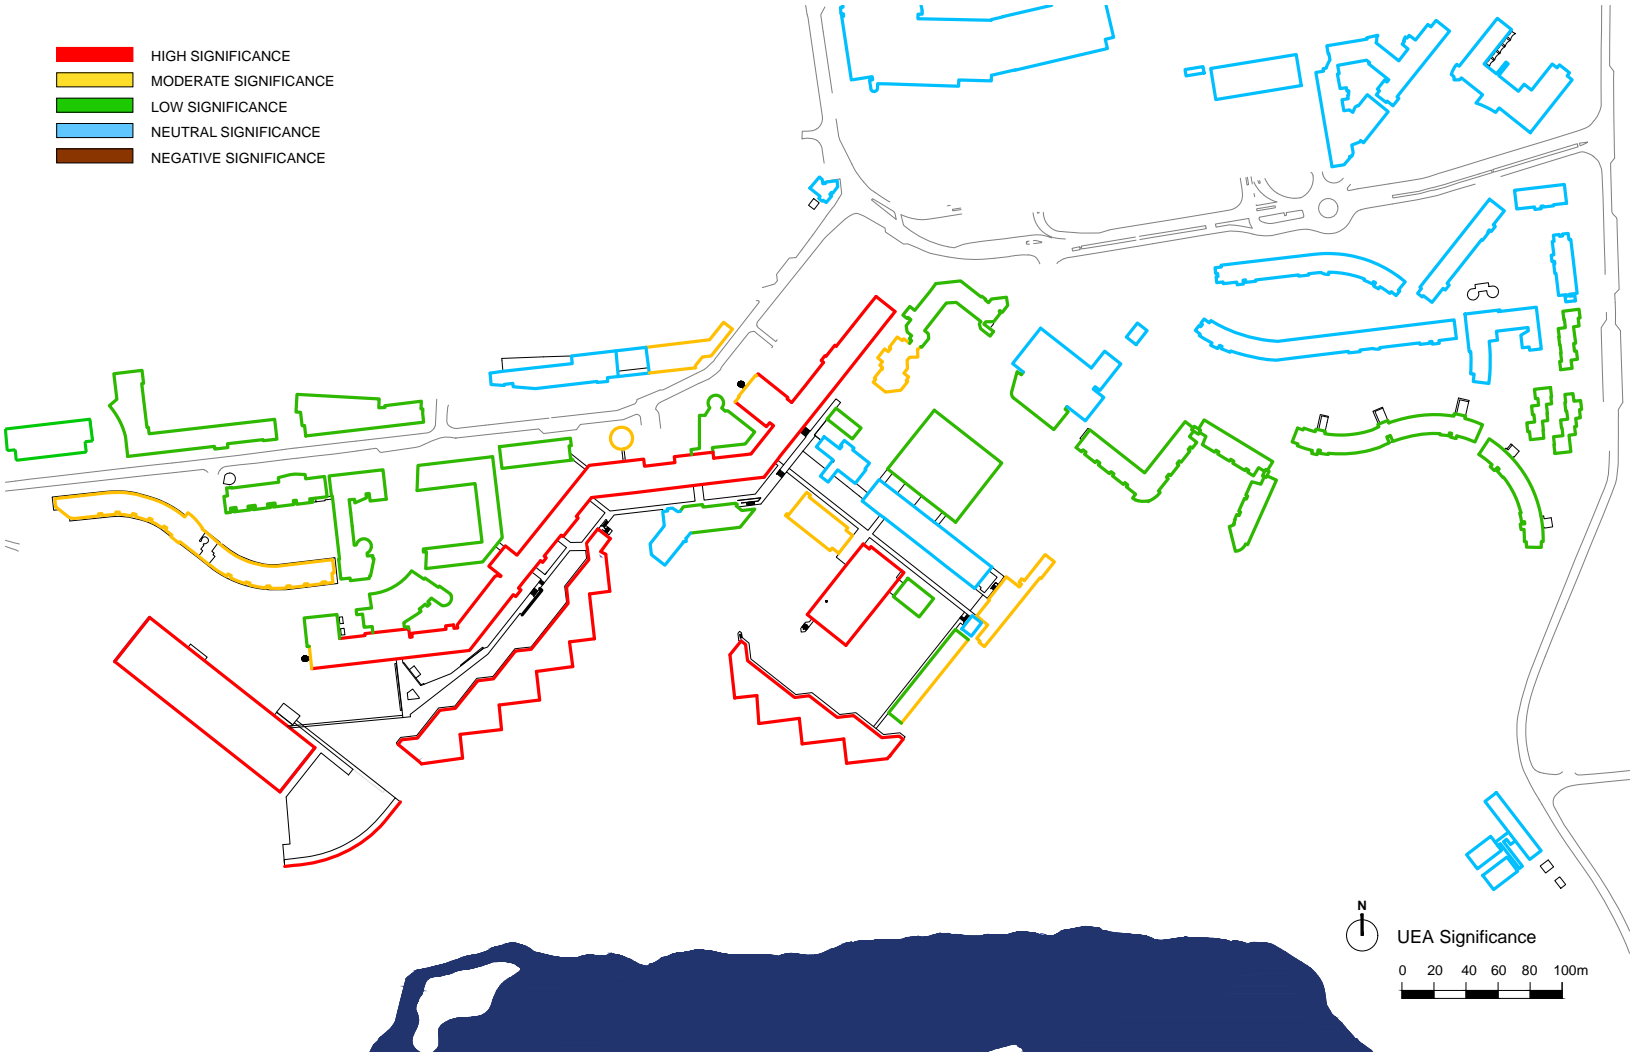 HIGH SIGNIFICANCE
MODERATE SIGNIFICANCE
LOW SIGNIFICANCE
NEUTRAL SIGNIFICANCE
NEGATIVE SIGNIFICANCE
N
UEA Significance
0 20 40 60 80 100m